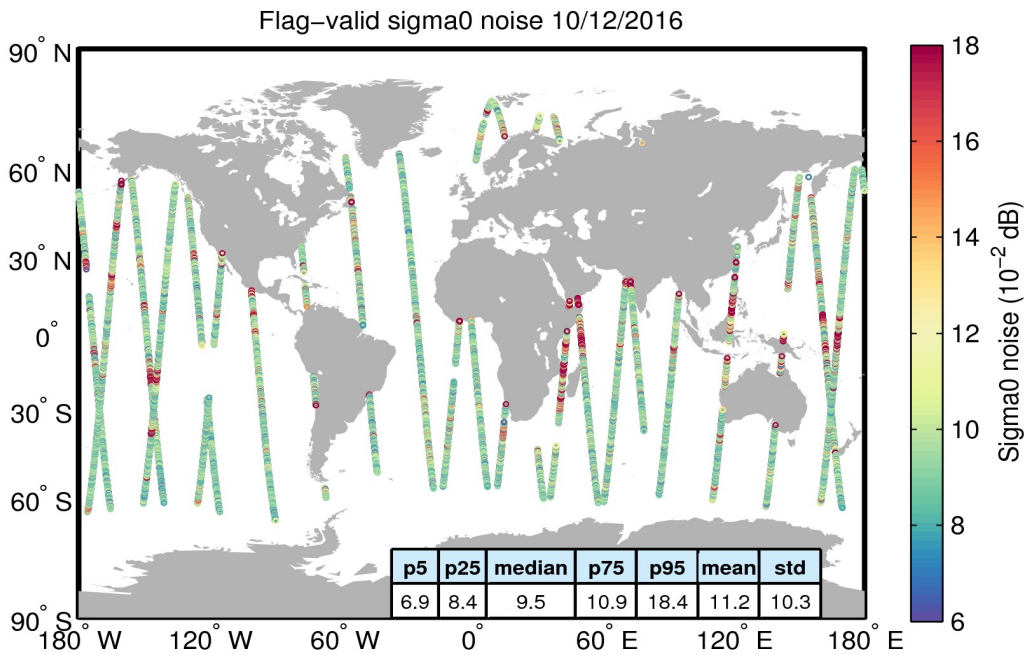 Flag−valid sigma0 noise 10/12/2016
90° N
60° N
30° N
0°
30° S
60° S
90° S
180° W 120° W 60° W 0° 60° E 120° E 180° E
p5 p25 median p75 p95 mean std
6.9 8.4 9.5 10.9 18.4 11.2 10.3
18
16
14
12
10
8
6
Sigma0 noise (10−2 dB)